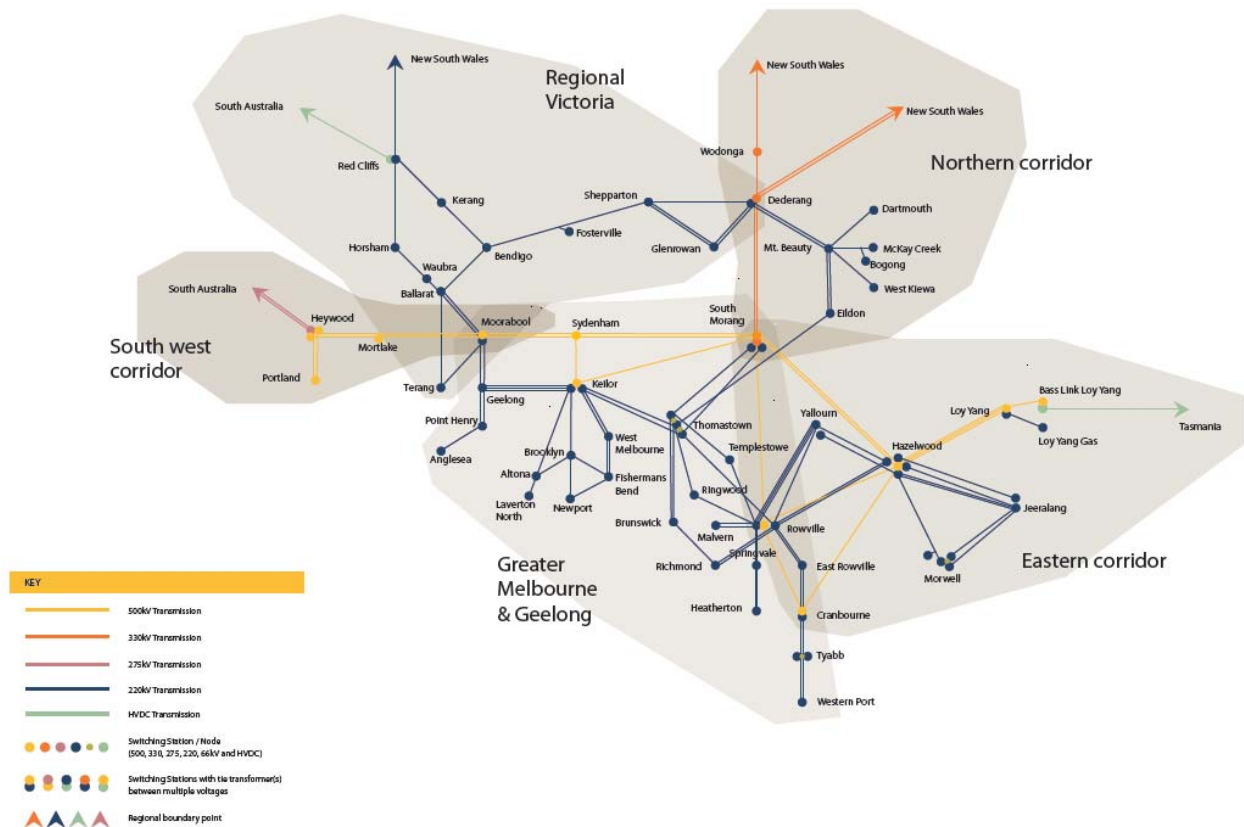 New South Wales
Regional
Victoria
New South Wales
South Australia
New South Wales
Red Cliffs
Wodonga
Northern corridor
Kerang
Shepparton
Dederang
Dartmouth
Fosterville
Horsham
Bendigo
Glenrowan
Mt. Beauty
McKay Creek
Bogong
Waubra
Ballarat
West Kiewa
South Australia
Heywood
Moorabool
Sydenham
South
Morang
Eildon
South west
corridor
Mortlake
Portland
Terang
Geelong
Keilor
Bass Link Loy Yang
Loy Yang
Tasmania
Point Henry
Thomastown
Yallourn
Loy Yang Gas
Anglesea
West
Melbourne
Templestowe
Hazelwood
Brooklyn
Altona
Fishermans
Bend
Ringwood
Laverton
North
Newport
Brunswick
Malvern
Rowville
Jeeralang
Springvale
Richmond
East Rowville
Morwell
Eastern corridor
Greater
Melbourne
& Geelong
Heatherton
Cranbourne
Tyabb
Western Port
KEY
500kV Transmission
330kV Transmission
275kV Transmission
220kV Transmission
HVDC Transmission
Switching Station / Node
(500, 330, 275, 220, 66kV and HVDC)
Switching Stations with tie transformer(s)
between multiple voltages
Regional boundary point